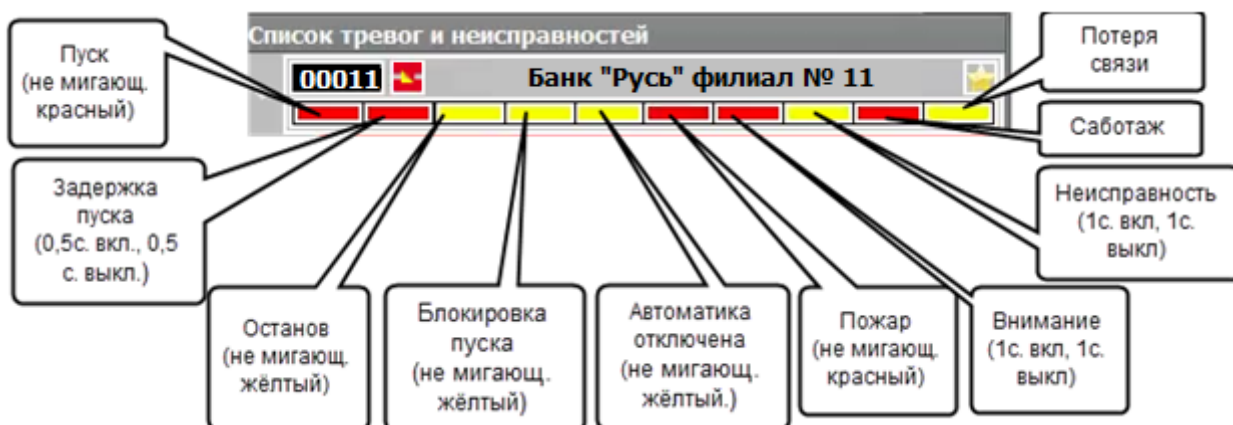 Список тревог и неисправностей
00011
Банк "Русь" филиал № 11
Пуск
(не мигающ.
красный)
Потеря
связи
Саботаж
Задержка
пуска
(0,5с. вкл., 0,5
с. выкл.)
Неисправность
(1с. вкл, 1с.
выкл)
Останов
(не мигающ.
жёлтый)
Блокировка
пуска
(не мигающ.
жёлтый)
Автоматика
отключена
(не мигающ.
жёлтый.)
Пожар
(не мигающ.
красный)
Внимание
(1с. вкл, 1с.
выкл)